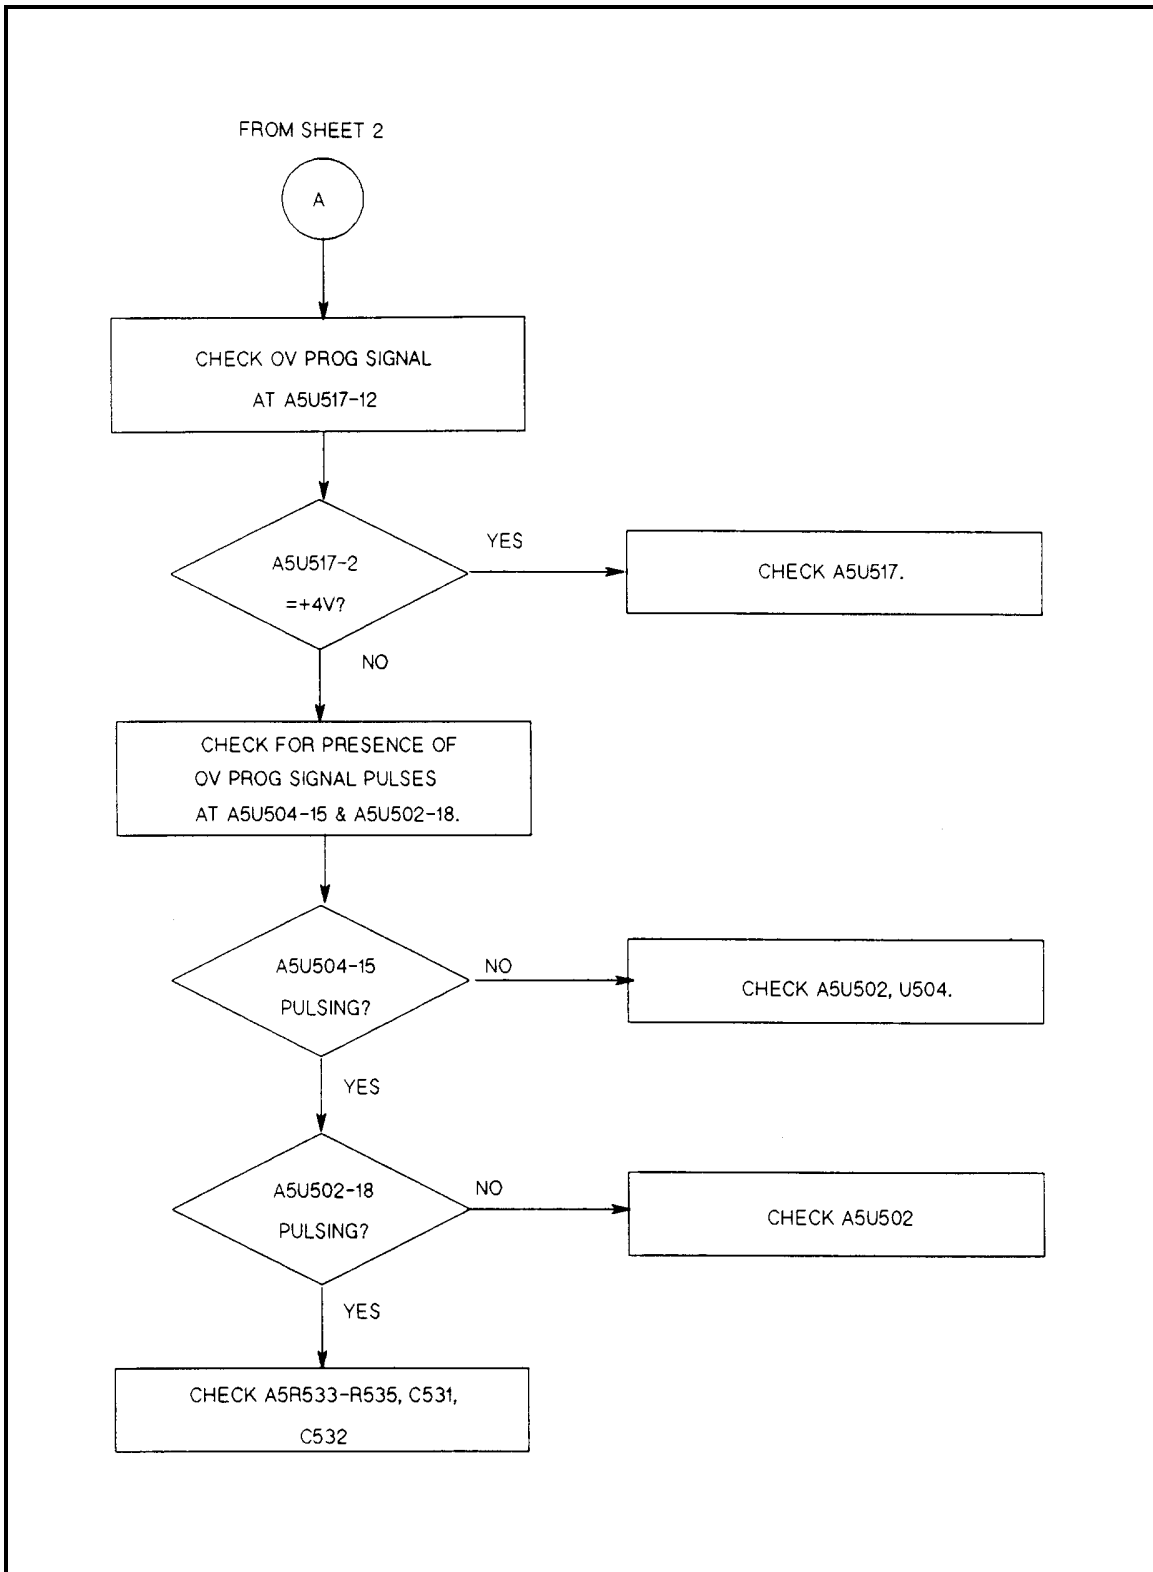 FROM SHEET 2
A
CHECK OV PROG SIGNAL
AT A5U517-12
A5U517-2
=+4V?
YES
CHECK A5U517.
NO
CHECK FOR PRESENCE OF
OV PROG SIGNAL PULSES
AT A5U504-15 & A5U502-18.
A5U504-15
PULSING?
NO
CHECK A5U502, U504.
YES
A5U502-18
PULSING?
NO
CHECK A5U502
YES
CHECK A5R533-R535, C531,
C532